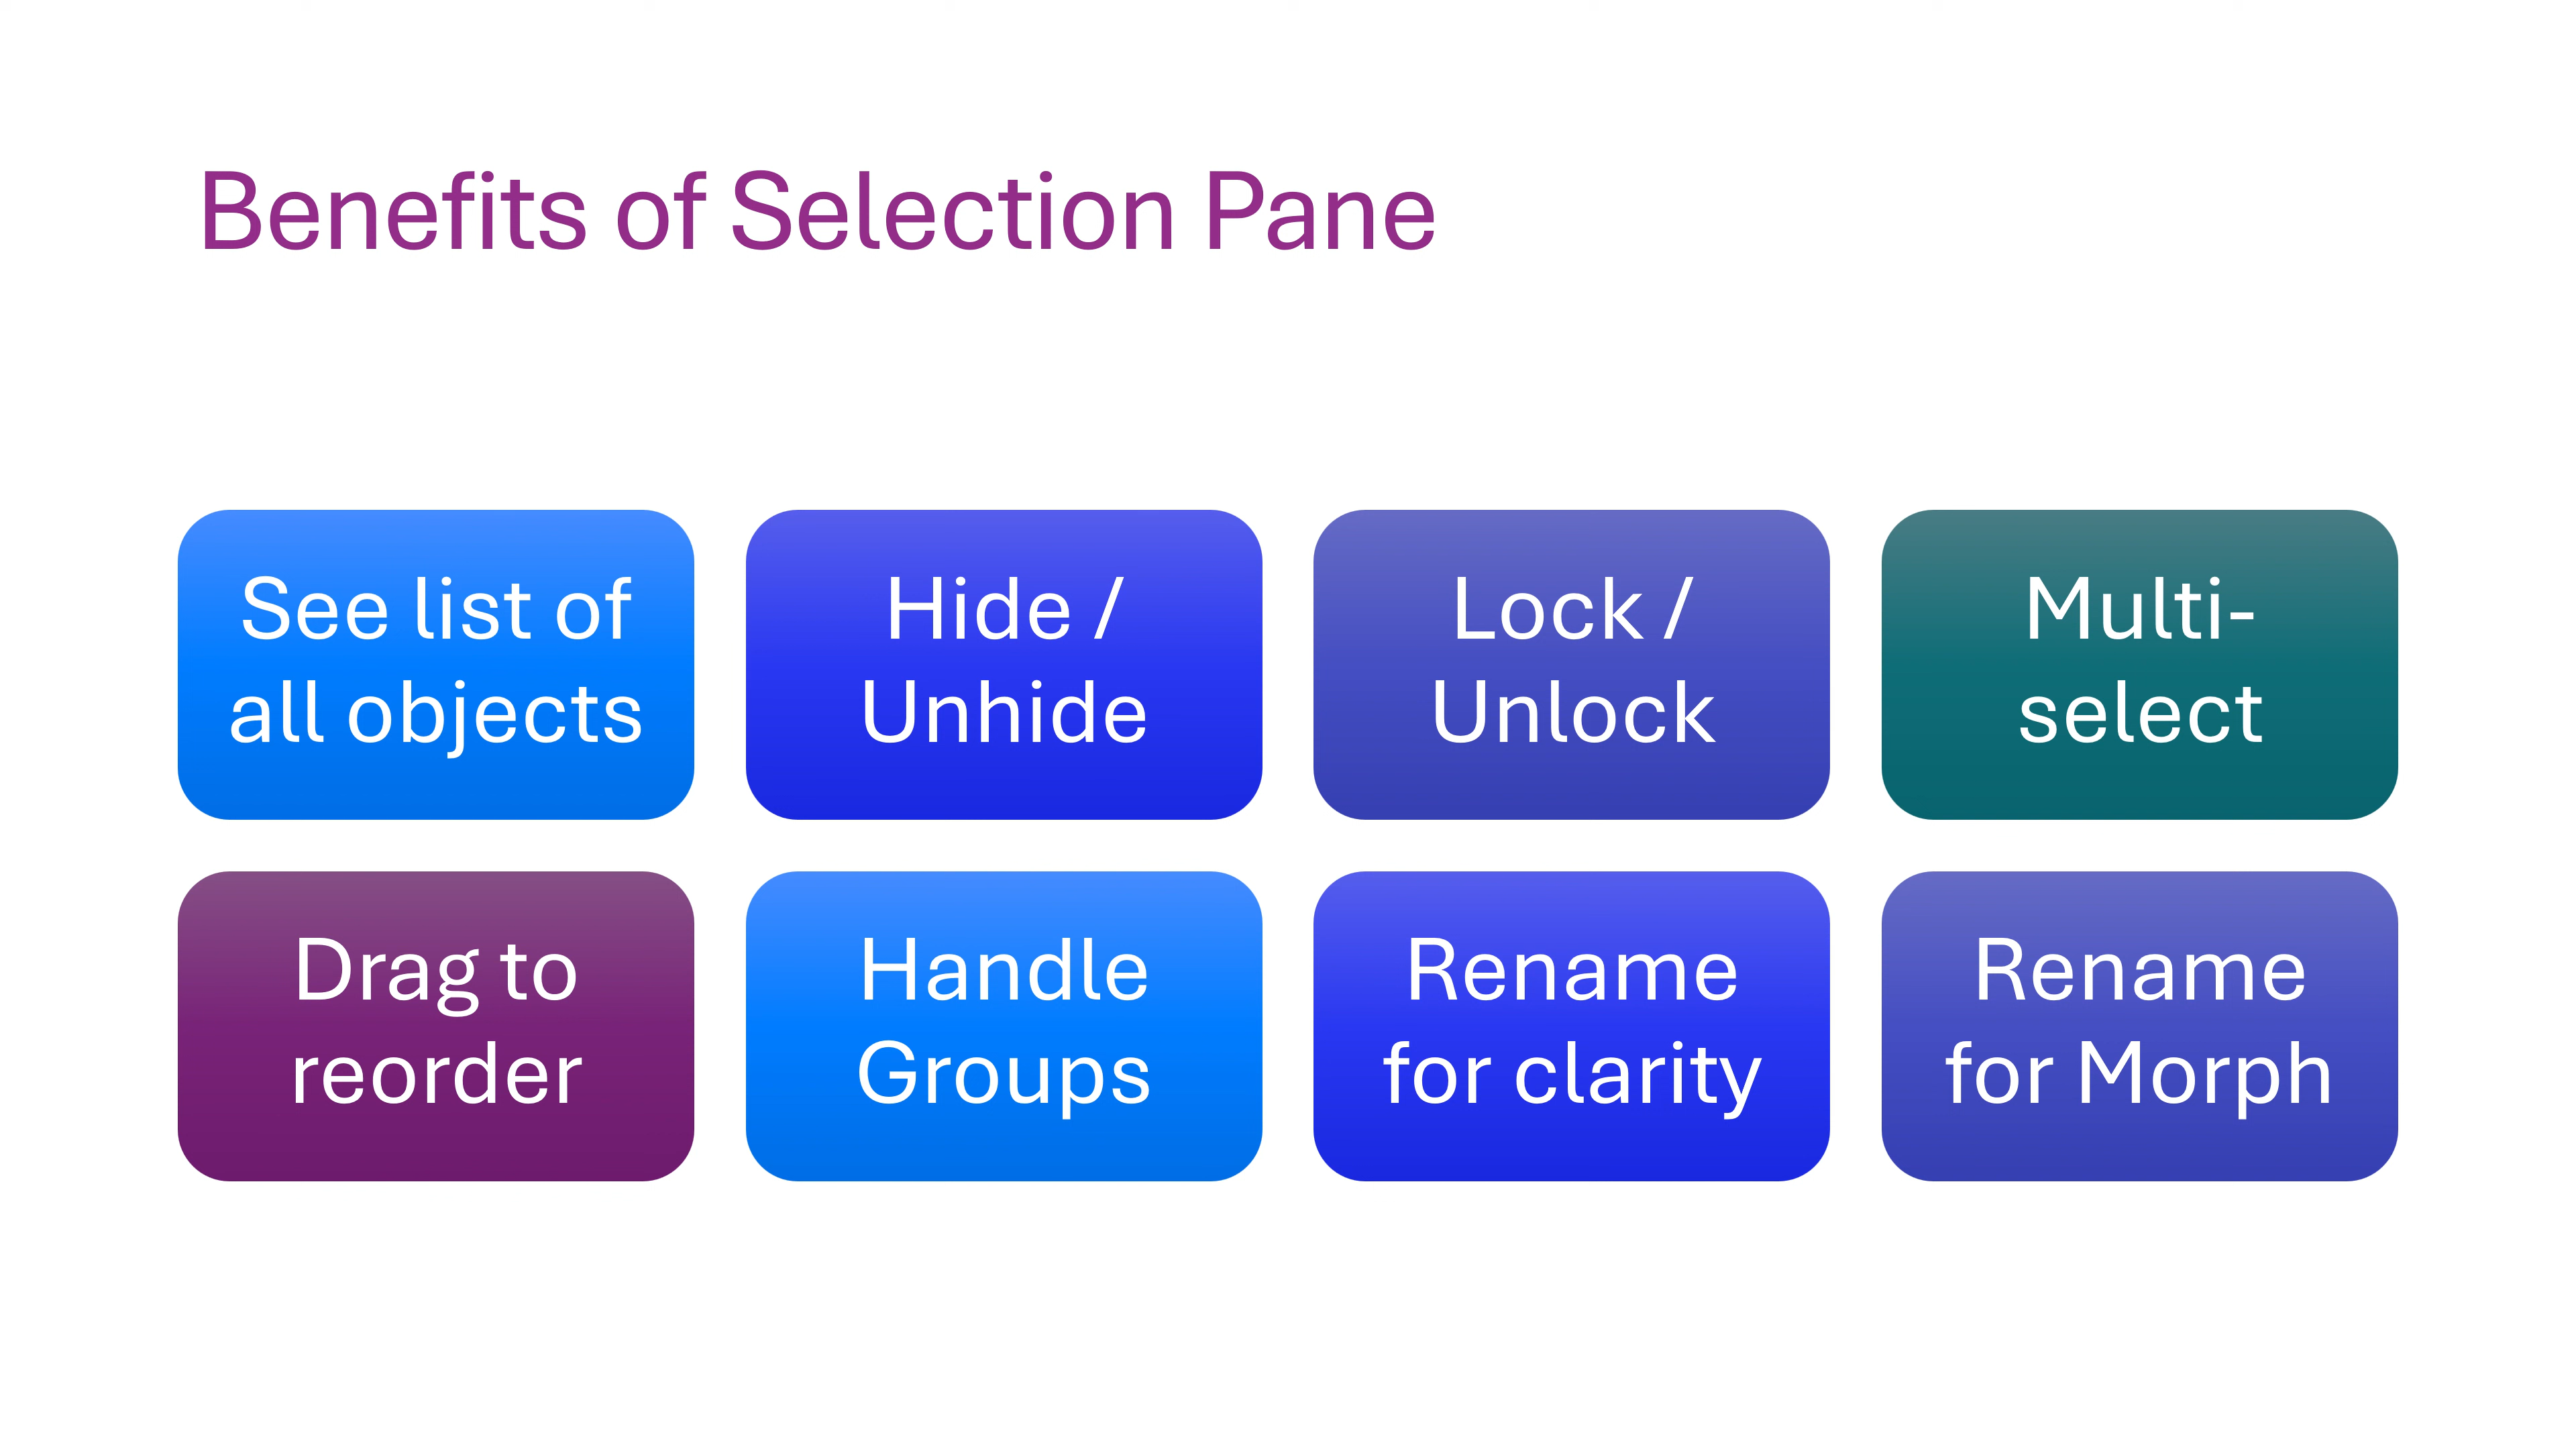 Benefits of Selection Pane
See list of
all objects
Hide /
Unhide
Lock /
Unlock
Multi-
select
Drag to
reorder
Handle
Groups
Rename
for clarity
Rename
for Morph